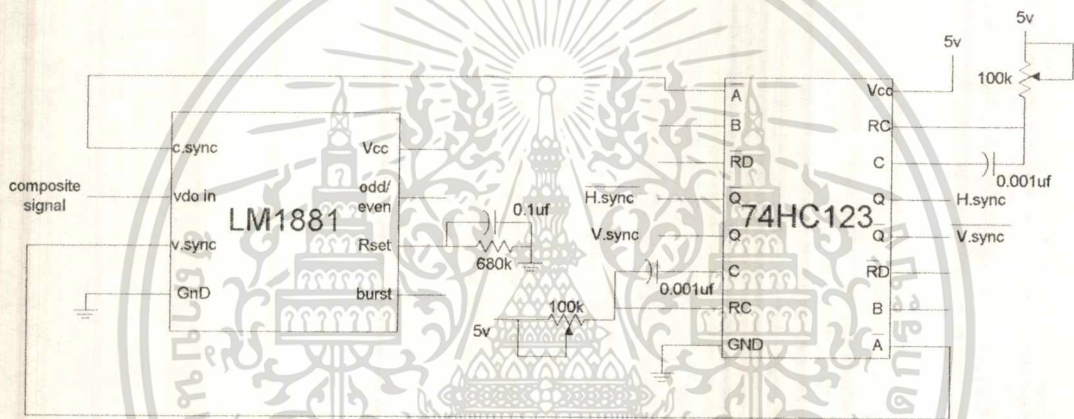 composite
signal
c.sync
vdo in
v.sync
GnD
LM1881
Vcc
odd/
even
Rset
burst
0.1uf
680k
5v
100k
0.001uf
H.sync
V.sync
A
B
RD
Q
Q
C
RC
GND
74HC123
Vcc
RC
C
Q
Q
RD
B
A
5v
5v
100k
0.001uf
H.sync
V.sync